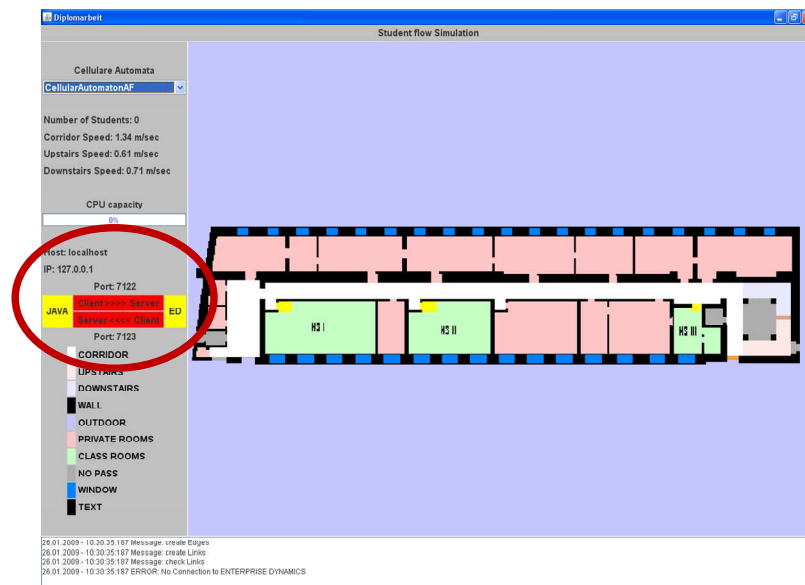 Diplomarbeit
Student flow Simulation
Cellulare Automata
CellularAutomatonAF
Number of Students: 0
Corridor Speed: 1.34 m/sec
Upstairs Speed: 0.61 m/sec
Downstairs Speed: 0.71 m/sec
CPU capacity
0%
Host: localhost
IP: 127.0.0.1
Port: 7122
JAVA
Client >>>> Server
Server <<<< Client
ED
Port: 7123
CORRIDOR
UPSTAIRS
DOWNSTAIRS
WALL
OUTDOOR
PRIVATE ROOMS
CLASS ROOMS
NO PASS
WINDOW
TEXT
HS I
HS II
HS III
26.01.2009 - 10:30:35:187 Message: create Edges
26.01.2009 - 10:30:35:187 Message: create Links
26.01.2009 - 10:30:35:187 Message: check Links
26.01.2009 - 10:30:35:187 ERROR: No Connection to ENTERPRISE DYNAMICS